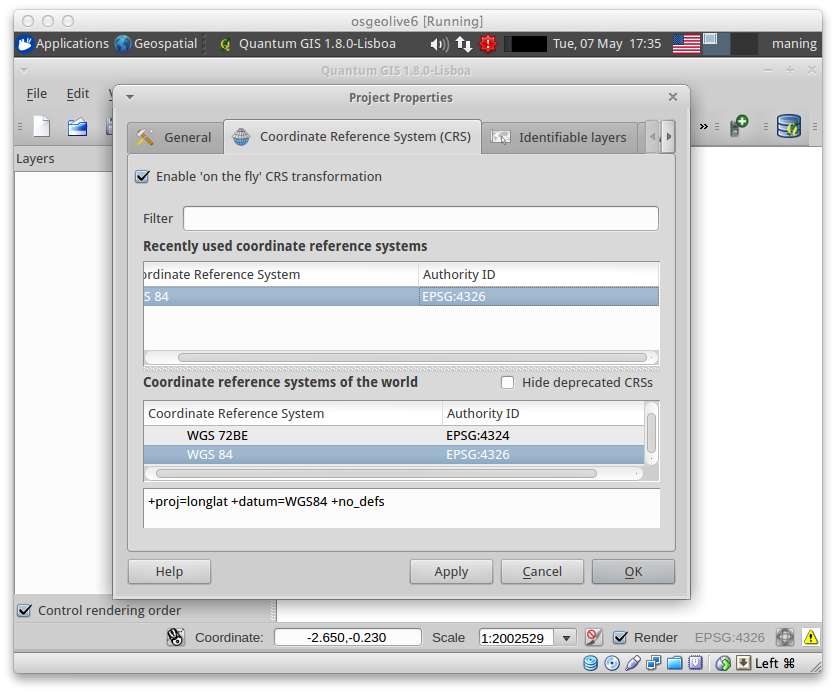 osgeolive6 [Running]
Applications Geospatial Quantum GIS 1.8.0-Lisboa Tue, 07 May 17:35 maning
Quantum GIS 1.8.0-Lisboa
File Edit
Project Properties
General Coordinate Reference System (CRS) Identifiable layers
Layers
Enable 'on the fly' CRS transformation
Filter
Recently used coordinate reference systems
ordinate Reference System Authority ID
S 84 EPSG:4326
Coordinate reference systems of the world Hide deprecated CRSs
Coordinate Reference System Authority ID
WGS 72BE EPSG:4324
WGS 84 EPSG:4326
+proj=longlat +datum=WGS84 +no_defs
Help Apply Cancel OK
Control rendering order
Coordinate: -2.650,-0.230 Scale 1:2002529 Render EPSG:4326
Left ⌘